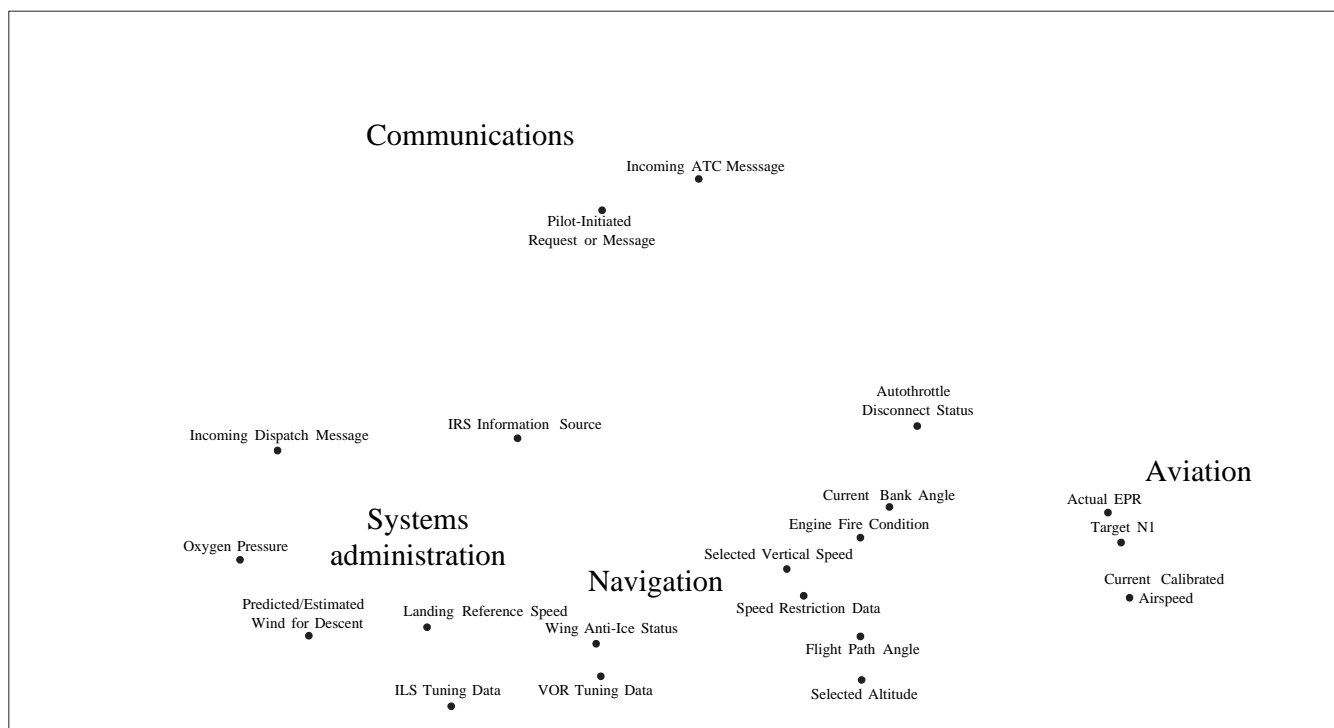 Communications
Incoming ATC Messsage
Pilot-Initiated
Request or Message
Autothrottle
Disconnect Status
IRS Information Source
Incoming Dispatch Message
Aviation
Current Bank Angle
Actual EPR
Systems
administration
Engine Fire Condition
Target N1
Oxygen Pressure
Selected Vertical Speed
Navigation
Current Calibrated
Airspeed
Predicted/Estimated
Wind for Descent
Landing Reference Speed
Speed Restriction Data
Wing Anti-Ice Status
Flight Path Angle
ILS Tuning Data
VOR Tuning Data
Selected Altitude